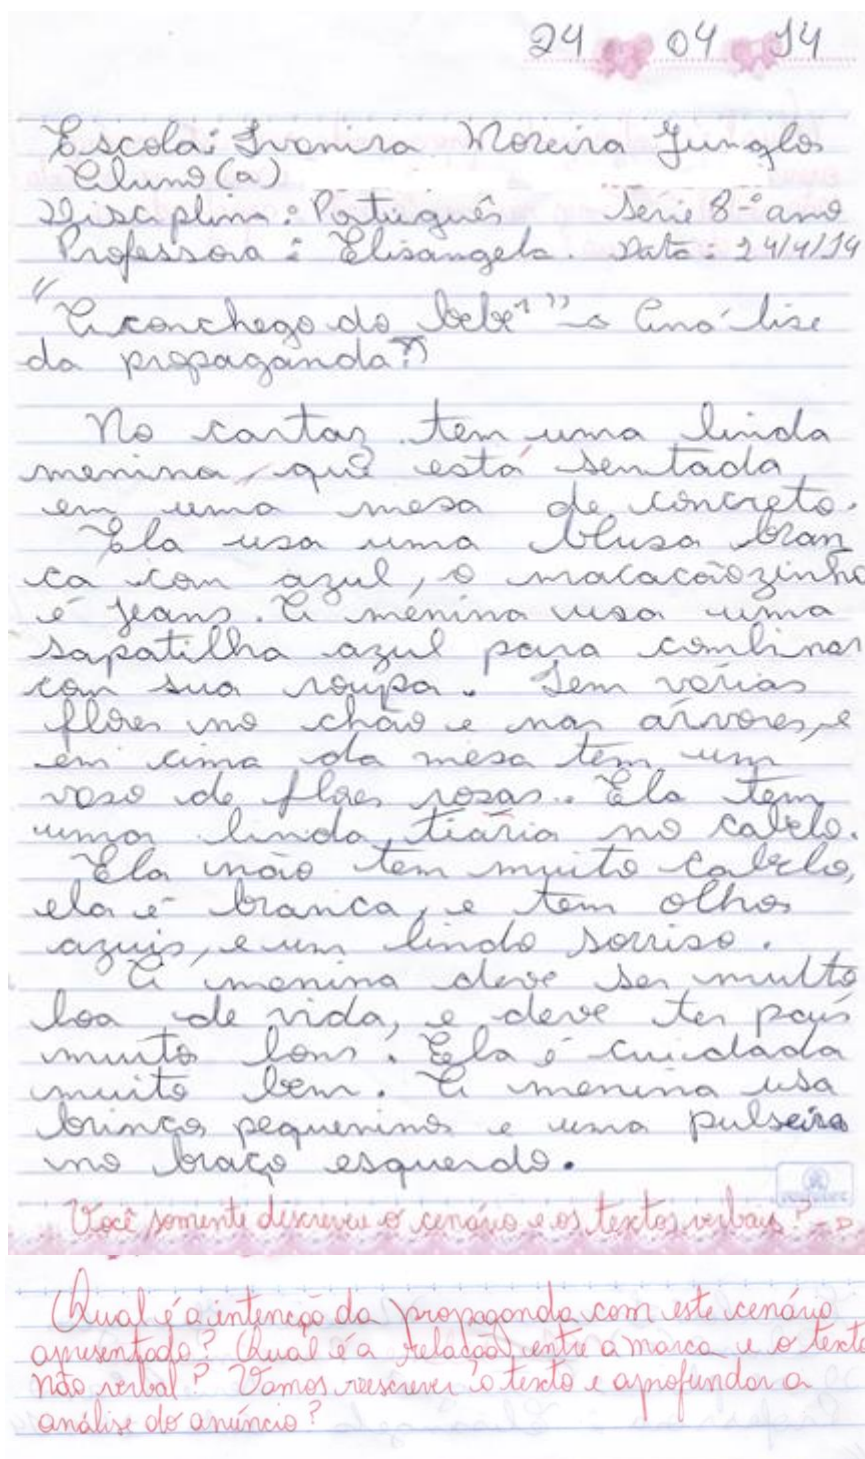 24 04 14
Escola: Ivanira Moreira Junglos
Aluno(a)
Disciplina: Português Série 8º ano
Professora: Elisangela. Data: 24/4/14
"Aconchego do bebê" → Análise
da propaganda
No cartaz tem uma linda
menina, que está sentada
em uma mesa de concreto.
Ela usa uma blusa bran
ca com azul, o macacãozinho
é jeans. A menina usa uma
sapatilha azul para combinar
com sua roupa. Tem várias
flores no chão e nas árvores, e
em cima da mesa tem um
vaso de flores rosas. Ela tem
uma linda tiária no cabelo.
Ela não tem muito cabelo,
ela é branca, e tem olhos
azuis, e um lindo sorriso.
A menina deve ser muito
boa de vida, e deve ter pais
muito bons. Ela é cuidada
muito bem. A menina usa
brincos pequeninos e uma pulseira
no braço esquerdo.
Você somente descreveu o cenário e os textos verbais? →
Qual é a intenção da propaganda com este cenário
apresentado? Qual é a relação entre a marca e o texto
não verbal? Vamos reescrever o texto e aprofundar a
análise do anúncio?